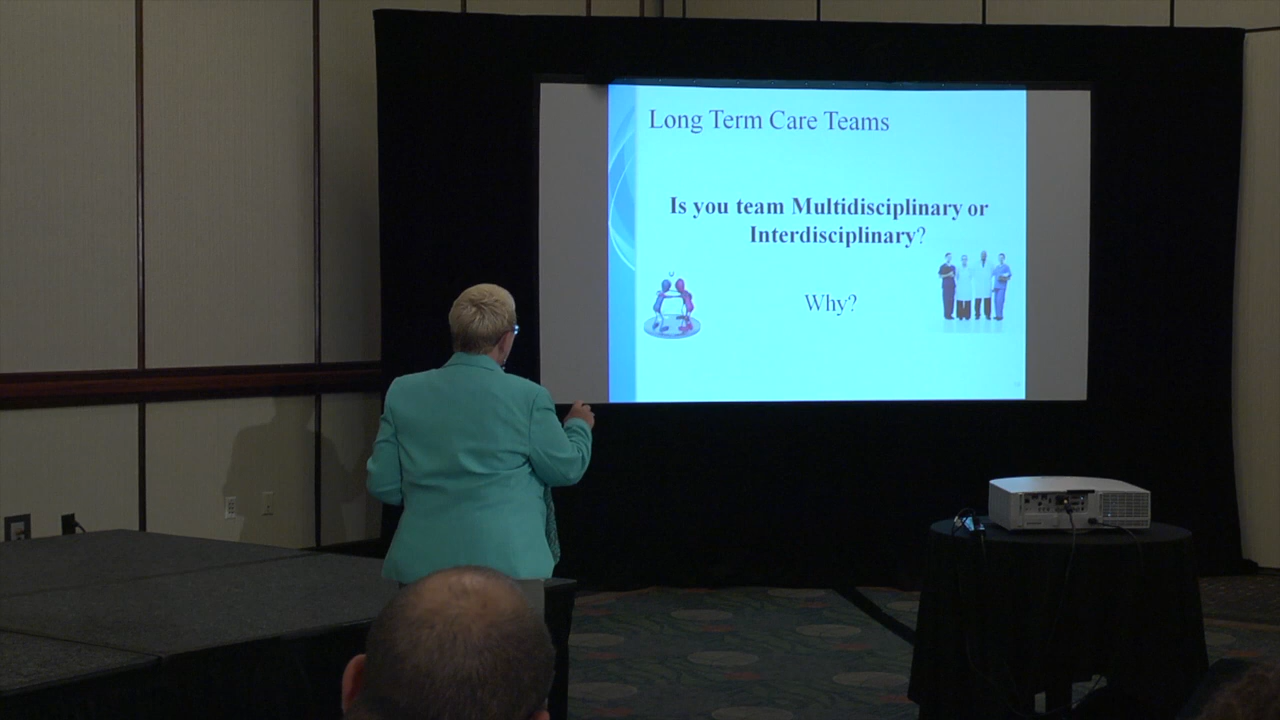 Long Term Care Teams
Is you team Multidisciplinary or
Interdisciplinary?
Why?